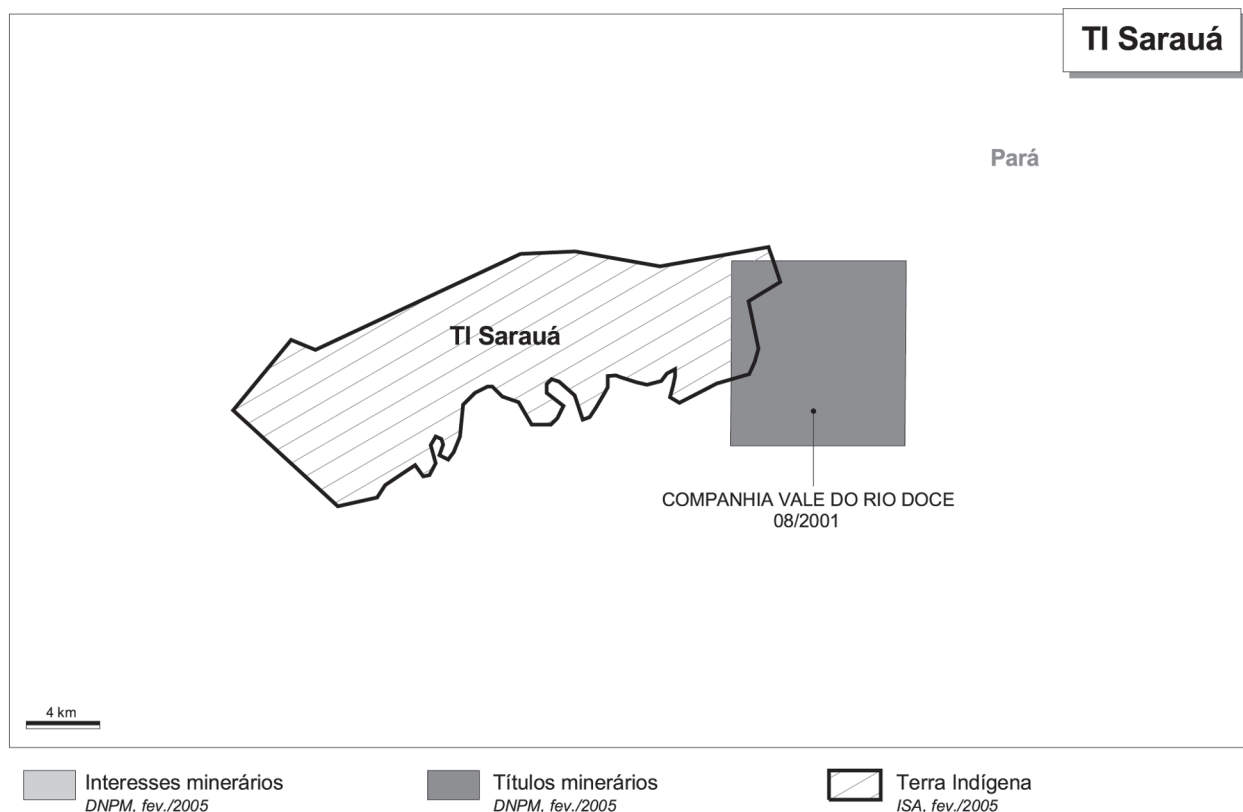 TI Sarauá
Pará
TI Sarauá
COMPANHIA VALE DO RIO DOCE
08/2001
4 km
Interesses minerários
DNPM, fev./2005
Títulos minerários
DNPM, fev./2005
Terra Indígena
ISA, fev./2005